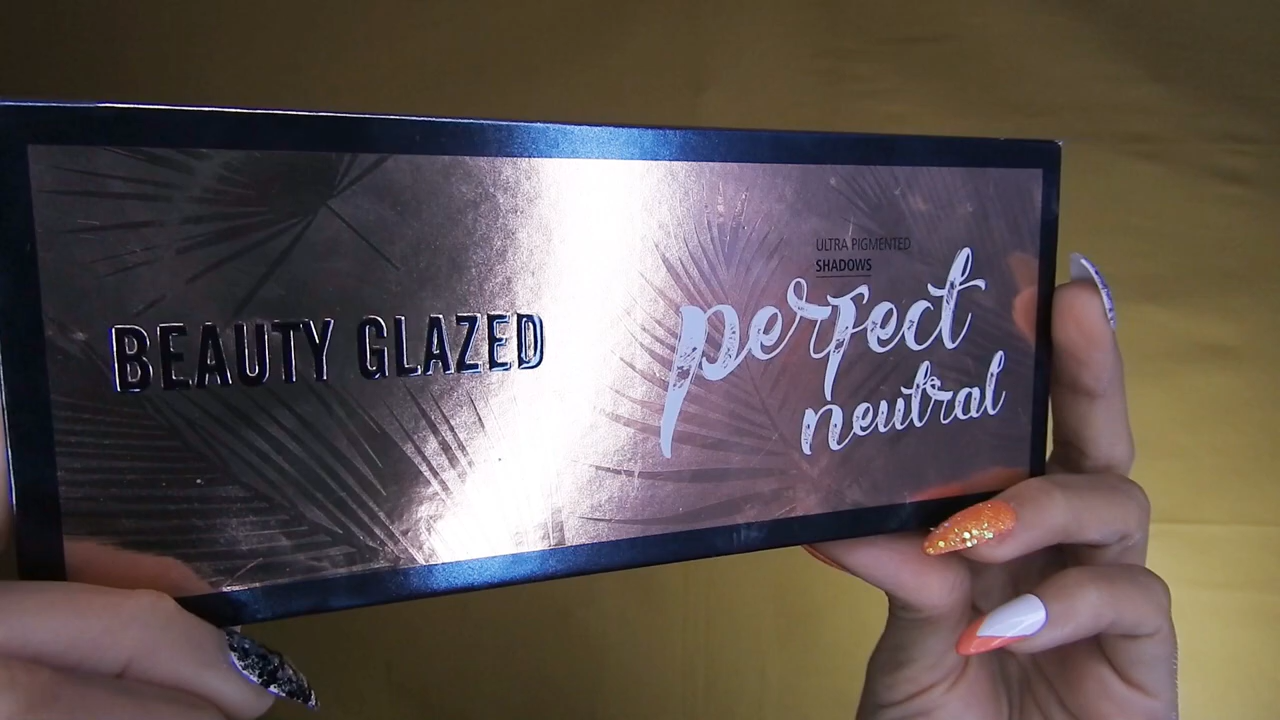 BEAUTY GLAZED
ULTRA PIGMENTED
SHADOWS
perfect
neutral